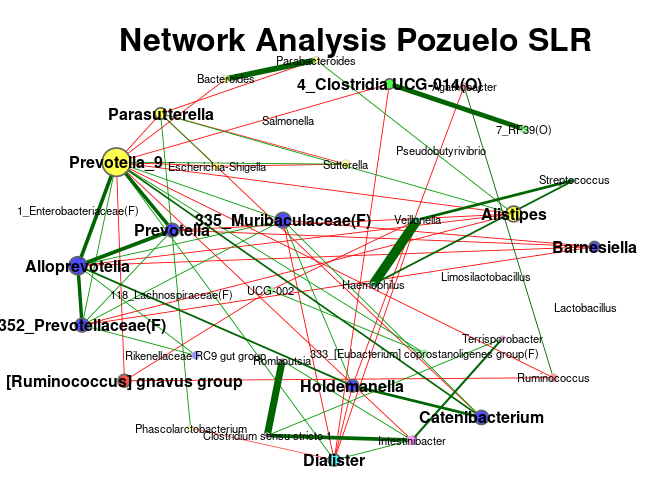 Network Analysis Pozuelo SLR
Parabacteroides
Bacteroides
4_Clostridia UCG-014(O)
Agathobacter
Parasutterella
Salmonella
7_RF39(O)
Pseudobutyrivibrio
Prevotella_9
Escherichia-Shigella
Sutterella
Streptococcus
1_Enterobacteriaceae(F)
335_Muribaculaceae(F)
Veillonella
Alistipes
Prevotella
Barnesiella
Alloprevotella
Limosilactobacillus
Haemophilus
UCG-002
118_Lachnospiraceae(F)
Lactobacillus
352_Prevotellaceae(F)
Terrisporobacter
Rikenellaceae RC9 gut group
Romboutsia
333_[Eubacterium] coprostanoligenes group(F)
[Ruminococcus] gnavus group
Holdemanella
Ruminococcus
Catenibacterium
Phascolarctobacterium
Clostridium sensu stricto 1
Intestinibacter
Dialister